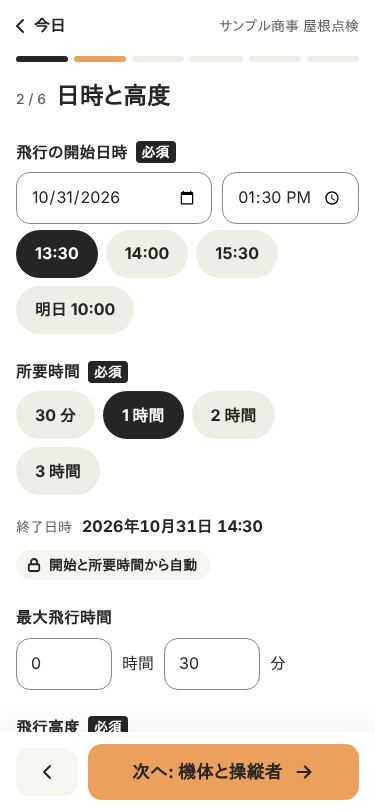 今日
サンプル商事 屋根点検
2 / 6 日時と高度
飛行の開始日時 必須
10/31/2026 01:30 PM
13:30 14:00 15:30
明日 10:00
所要時間 必須
30 分 1 時間 2 時間
3 時間
終了日時 2026年10月31日 14:30
開始と所要時間から自動
最大飛行時間
0 時間 30 分
飛行高度 必須
次へ: 機体と操縦者 →